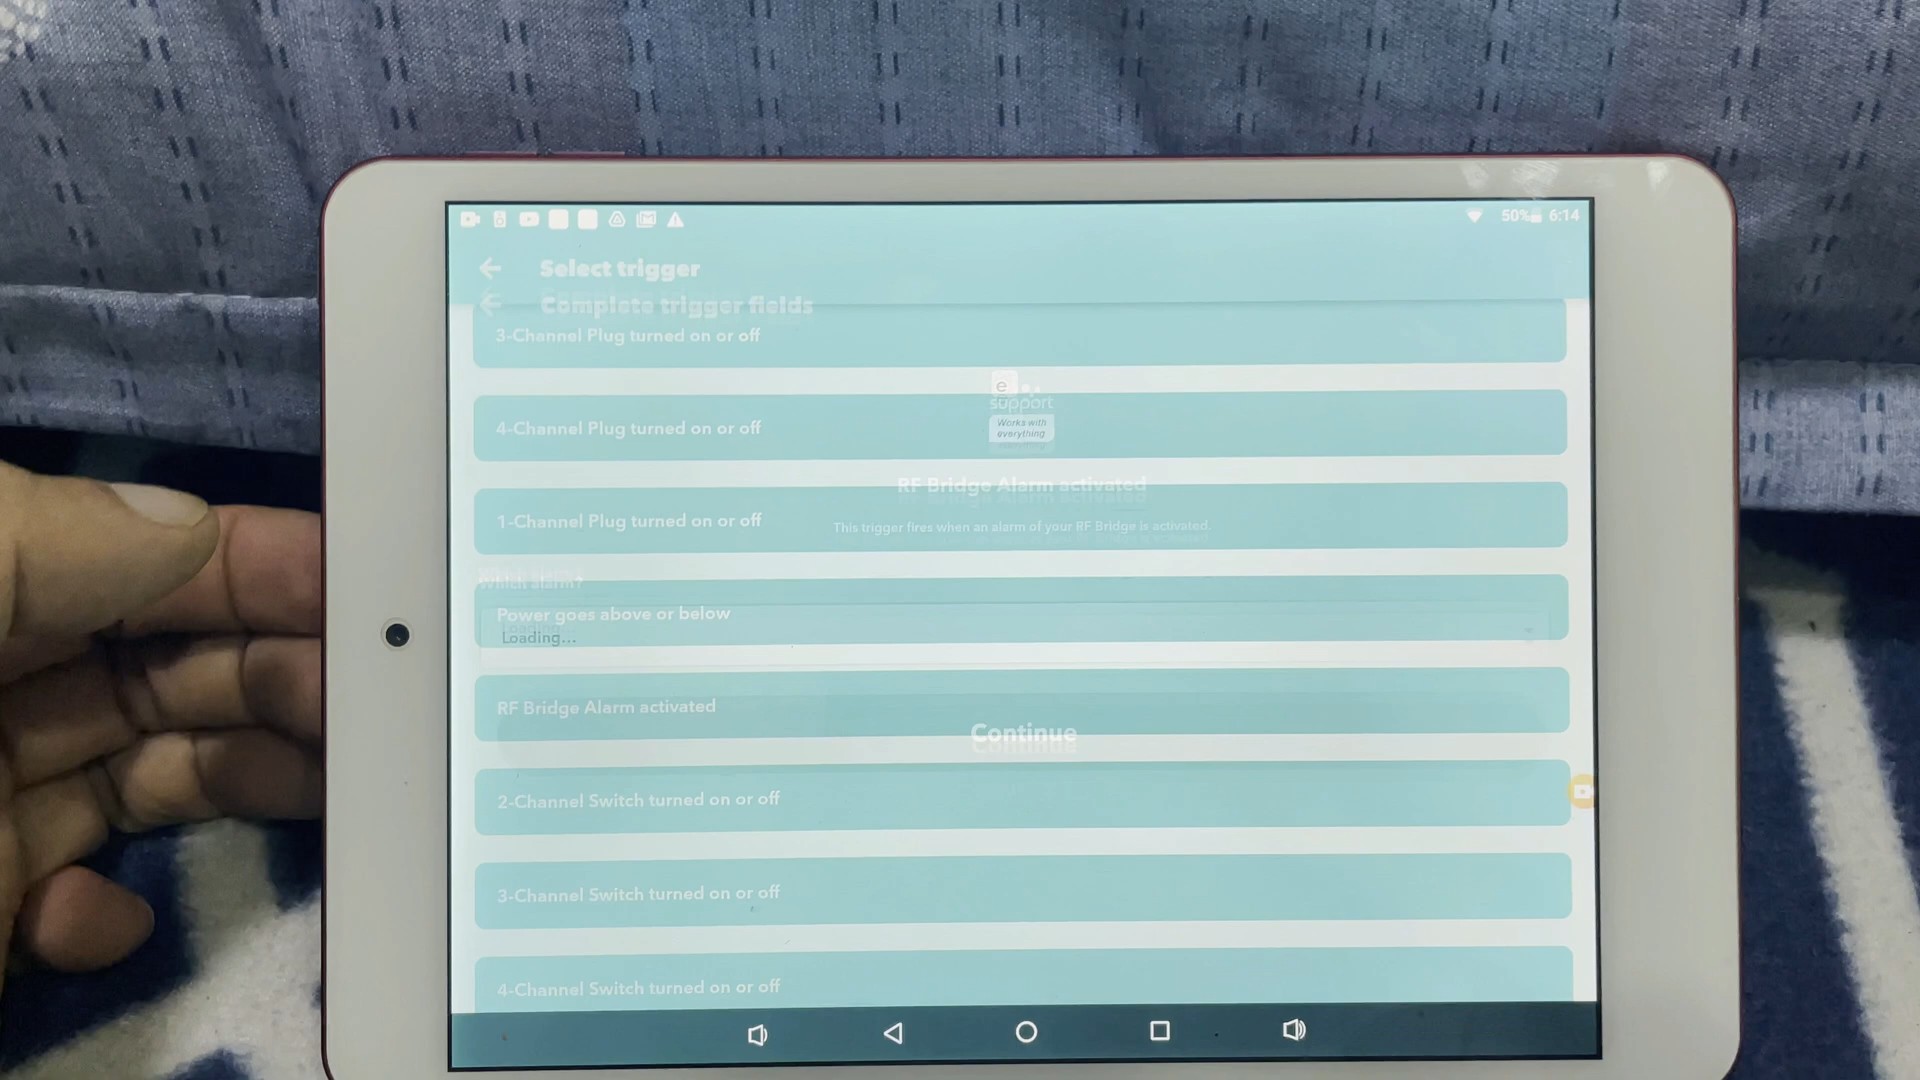 50% 6:14
Select trigger
Complete trigger fields
3-Channel Plug turned on or off
e
support
Works with
everything
4-Channel Plug turned on or off
RF Bridge Alarm activated
1-Channel Plug turned on or off
This trigger fires when an alarm of your RF Bridge is activated.
Which alarm?
Power goes above or below
Loading...
RF Bridge Alarm activated
Continue
2-Channel Switch turned on or off
3-Channel Switch turned on or off
4-Channel Switch turned on or off